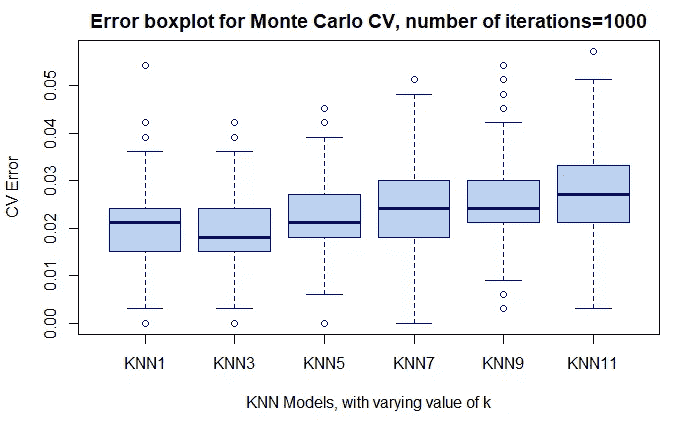 Error boxplot for Monte Carlo CV, number of iterations=1000
CV Error
0.05
0.04
0.03
0.02
0.01
0.00
KNN1 KNN3 KNN5 KNN7 KNN9 KNN11
KNN Models, with varying value of k